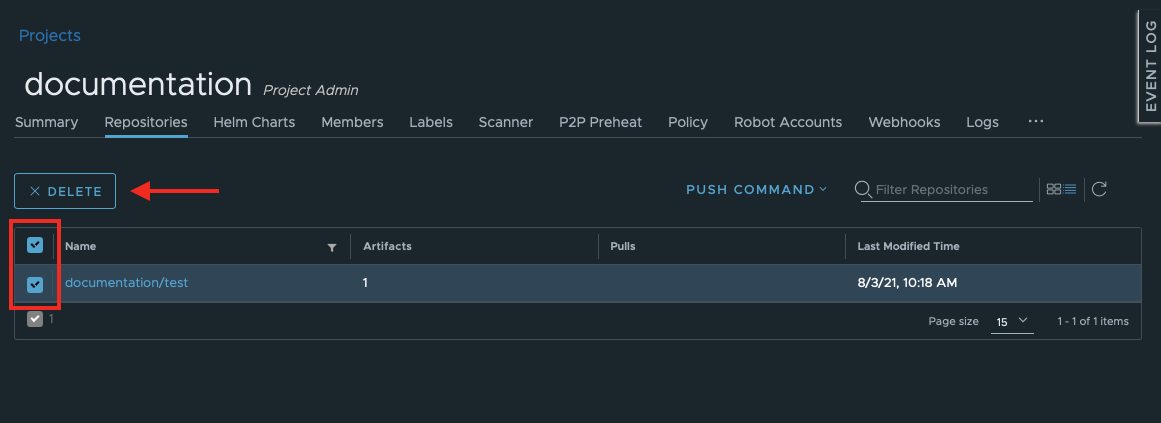 EVENT LOG
Projects
documentation Project Admin
Summary Repositories Helm Charts Members Labels Scanner P2P Preheat Policy Robot Accounts Webhooks Logs ...
DELETE PUSH COMMAND Filter Repositories
Name Artifacts Pulls Last Modified Time
documentation/test 1 8/3/21, 10:18 AM
1 Page size 15 1 - 1 of 1 items